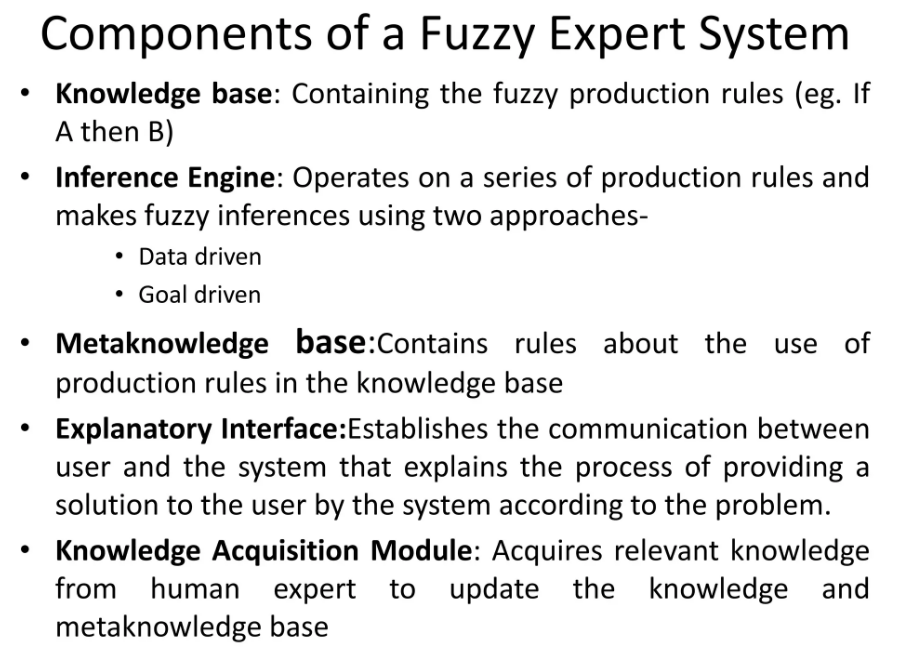 Components of a Fuzzy Expert System
• Knowledge base: Containing the fuzzy production rules (eg. If
A then B)
• Inference Engine: Operates on a series of production rules and
makes fuzzy inferences using two approaches-
• Data driven
• Goal driven
• Metaknowledge base:Contains rules about the use of
production rules in the knowledge base
• Explanatory Interface:Establishes the communication between
user and the system that explains the process of providing a
solution to the user by the system according to the problem.
• Knowledge Acquisition Module: Acquires relevant knowledge
from human expert to update the knowledge and
metaknowledge base